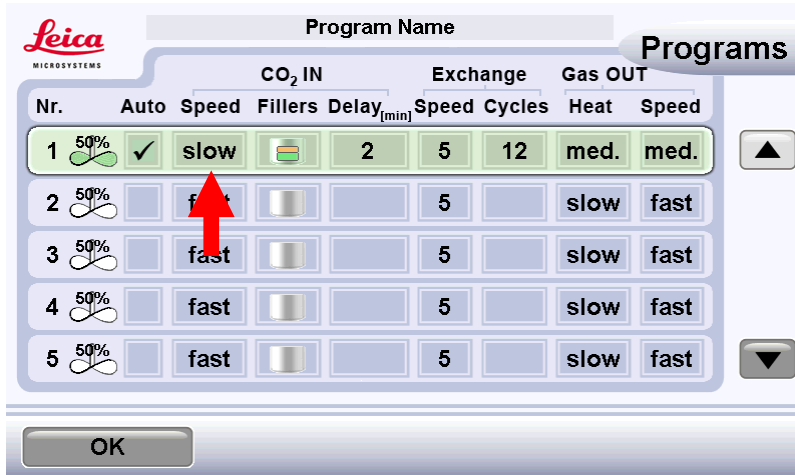 Leica
MICROSYSTEMS
Program Name
Programs
CO₂ IN Exchange Gas OUT
Nr. Auto Speed Fillers Delay[min] Speed Cycles Heat Speed
1 50% ✓ slow 2 5 12 med. med.
2 50% 5 slow fast
3 50% fast 5 slow fast
4 50% fast 5 slow fast
5 50% fast 5 slow fast
OK